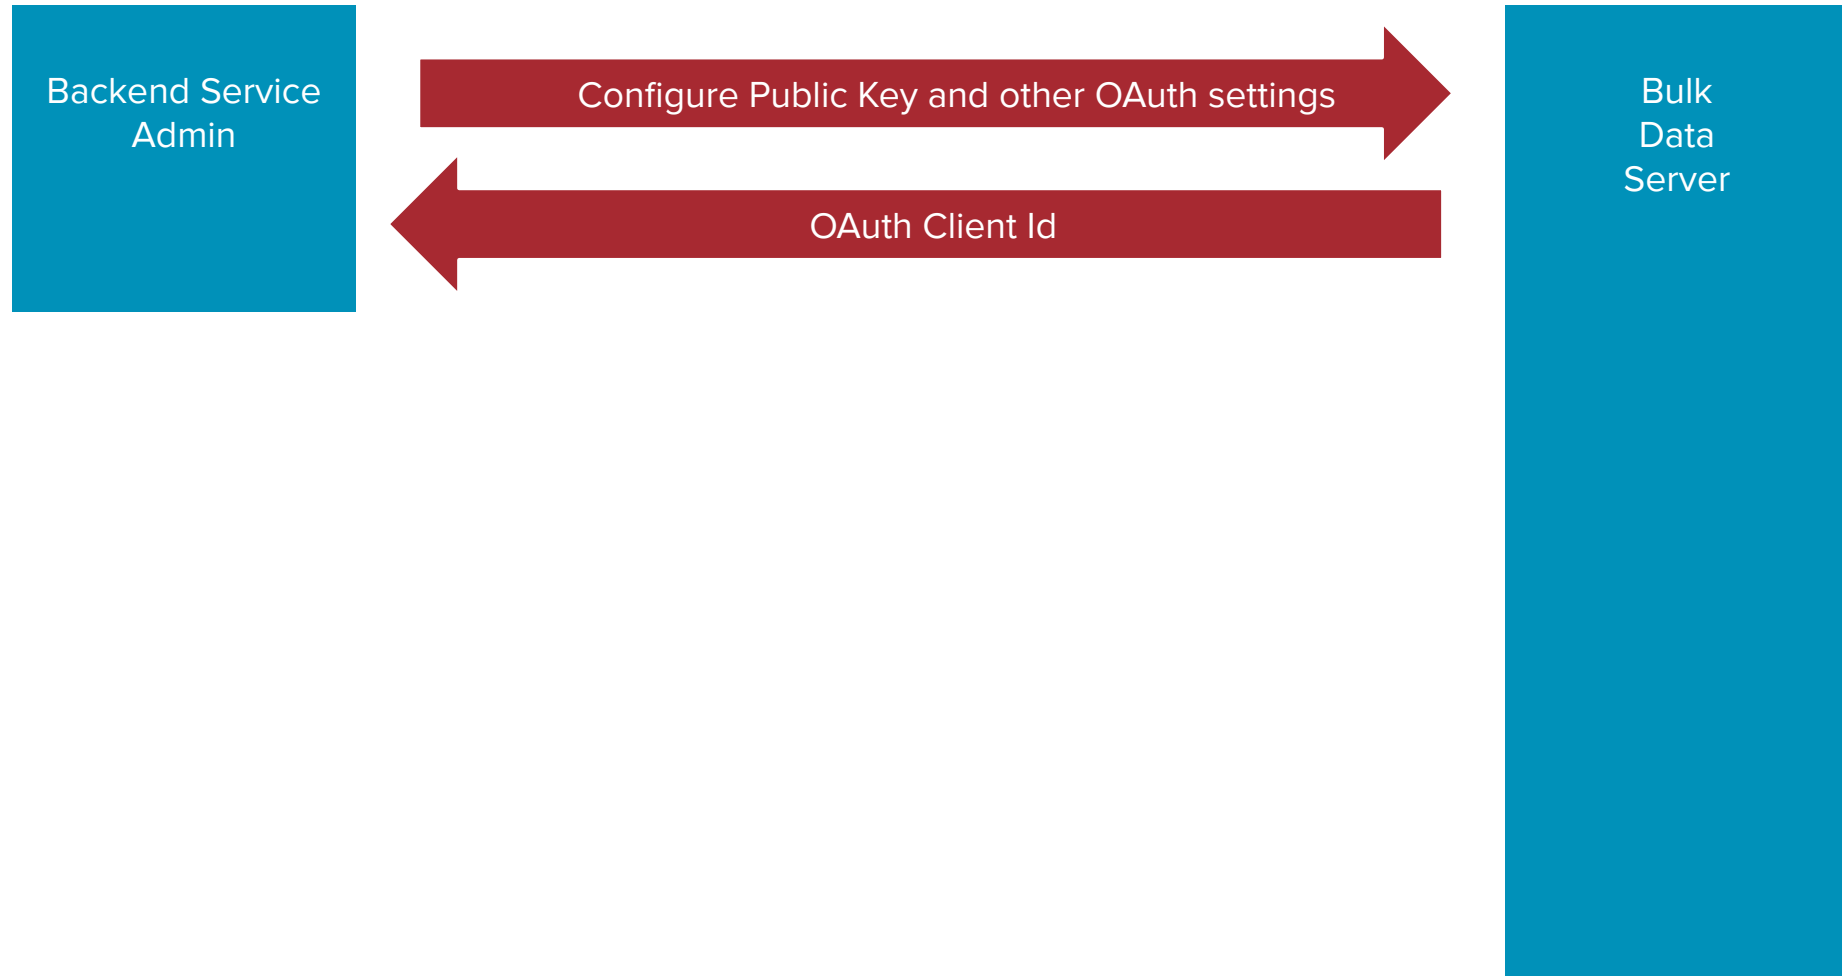 Backend Service
Admin
Configure Public Key and other OAuth settings
OAuth Client Id
Bulk
Data
Server